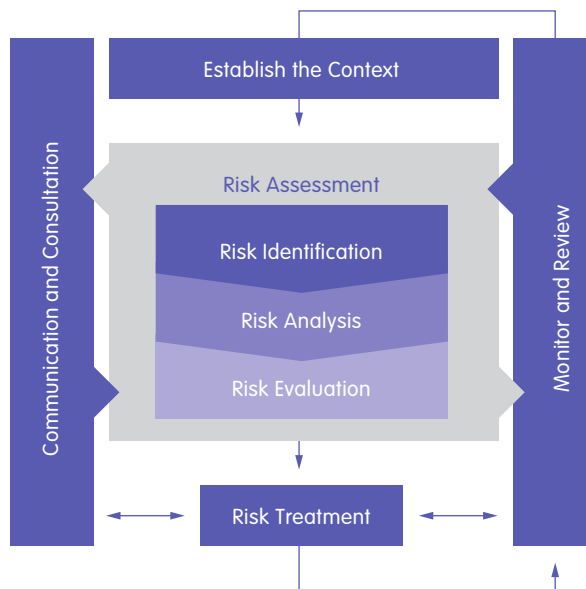 Establish the Context
Communication and Consultation
Risk Assessment
Risk Identification
Risk Analysis
Risk Evaluation
Monitor and Review
Risk Treatment